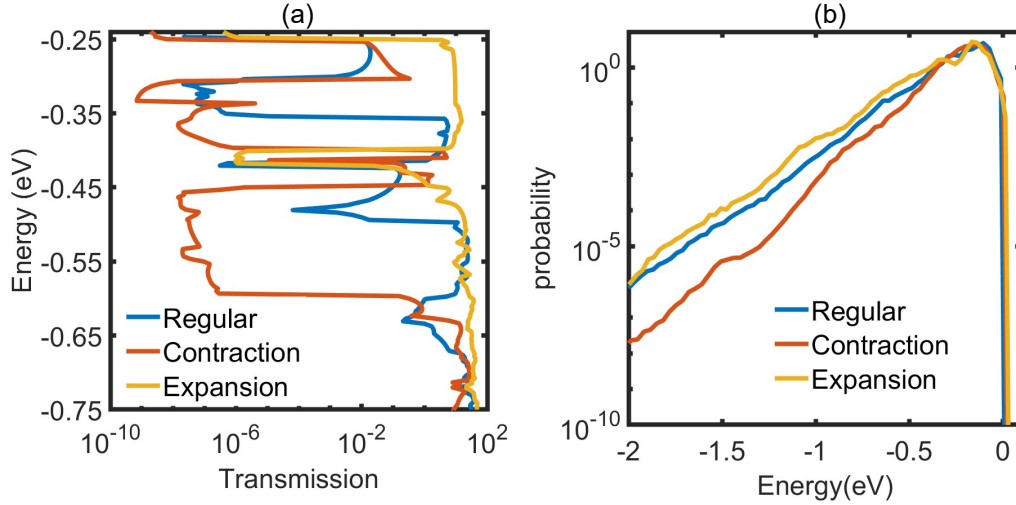 (a)
-0.25
-0.35
-0.45
-0.55
-0.65
-0.75
Energy (eV)
Regular
Contraction
Expansion
10^-10
10^-6
10^-2
10^2
Transmission
(b)
10^0
10^-5
10^-10
probability
Regular
Contraction
Expansion
-2
-1.5
-1
-0.5
0
Energy(eV)